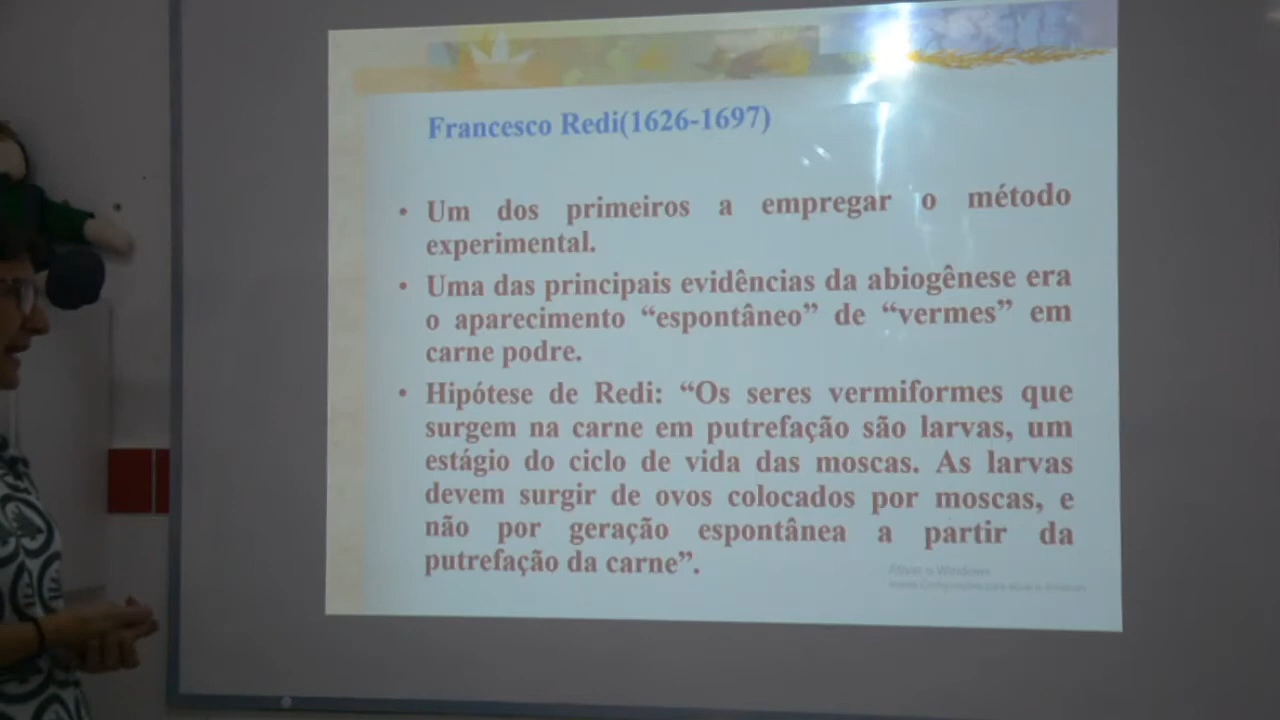 Francesco Redi(1626-1697)
• Um dos primeiros a empregar o método
experimental.
• Uma das principais evidências da abiogênese era
o aparecimento “espontâneo” de “vermes” em
carne podre.
• Hipótese de Redi: “Os seres vermiformes que
surgem na carne em putrefação são larvas, um
estágio do ciclo de vida das moscas. As larvas
devem surgir de ovos colocados por moscas, e
não por geração espontânea a partir da
putrefação da carne”.
Windows